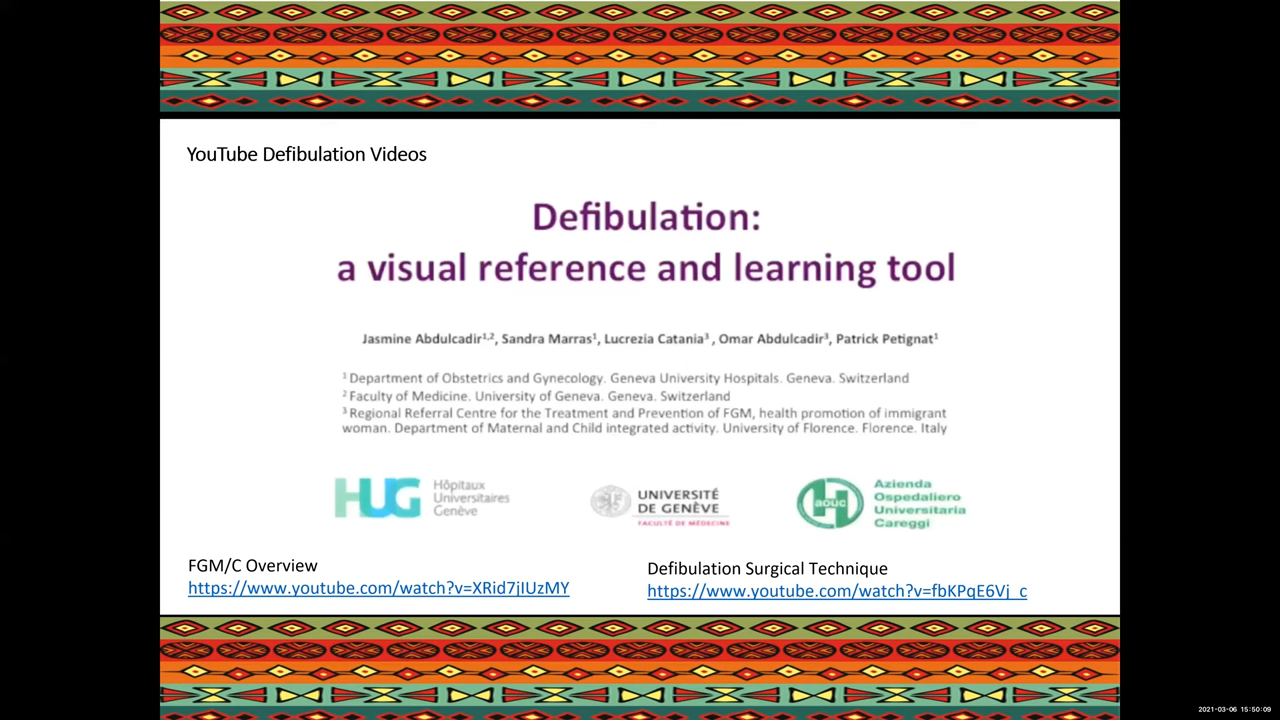 YouTube Defibulation Videos
Defibulation:
a visual reference and learning tool
Jasmine Abdulcadir1,2, Sandra Marras1, Lucrezia Catania3 , Omar Abdulcadir3, Patrick Petignat1
1 Department of Obstetrics and Gynecology. Geneva University Hospitals. Geneva. Switzerland
2 Faculty of Medicine. University of Geneva. Geneva. Switzerland
3 Regional Referral Centre for the Treatment and Prevention of FGM, health promotion of immigrant
woman. Department of Maternal and Child integrated activity. University of Florence. Florence. Italy
HUG
Hôpitaux
Universitaires
Genève
UNIVERSITÉ
DE GENÈVE
FACULTÉ DE MÉDECINE
aouc
Azienda
Ospedaliero
Universitaria
Careggi
FGM/C Overview
https://www.youtube.com/watch?v=XRid7jIUzMY
Defibulation Surgical Technique
https://www.youtube.com/watch?v=fbKPqE6Vj_c
2021-03-06 15:50:09